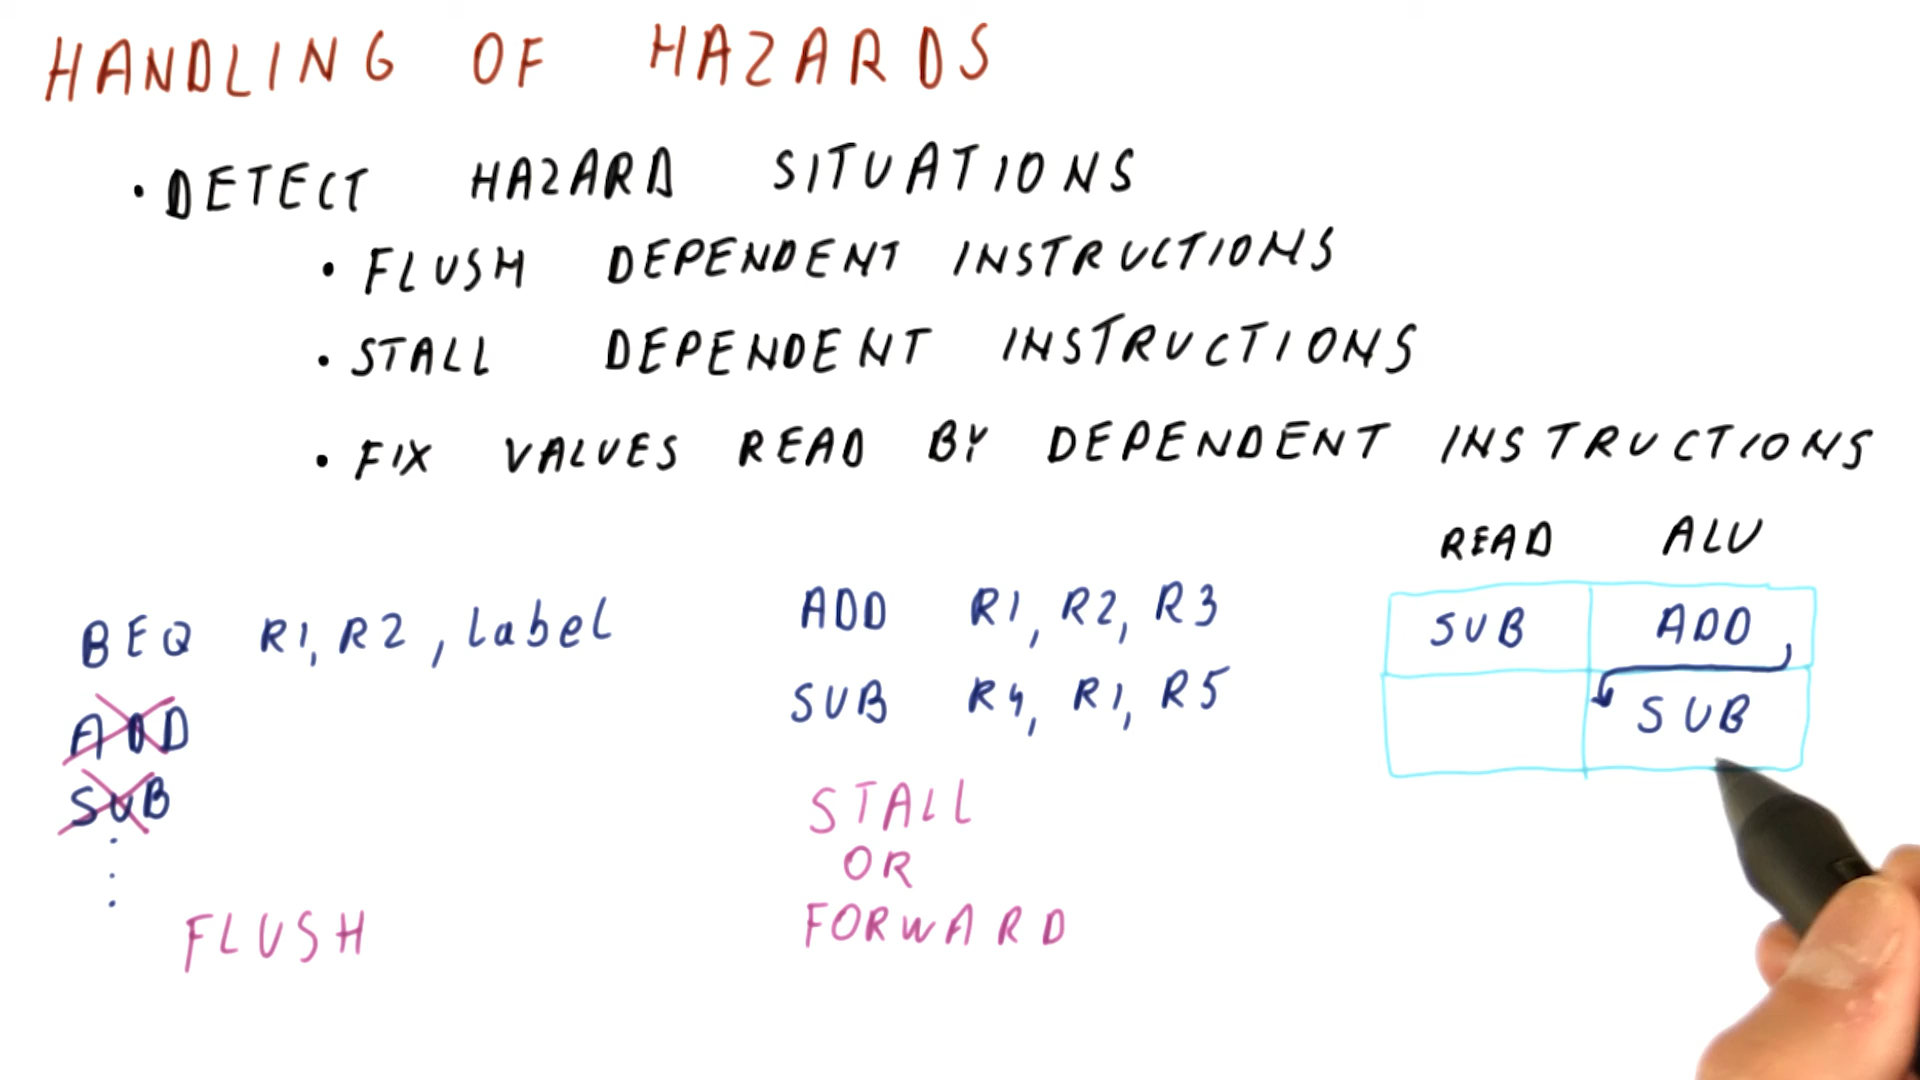 HANDLING OF HAZARDS
• DETECT HAZARD SITUATIONS
• FLUSH DEPENDENT INSTRUCTIONS
• STALL DEPENDENT INSTRUCTIONS
• FIX VALUES READ BY DEPENDENT INSTRUCTIONS
BEQ R1, R2, label
ADD
SUB
FLUSH
ADD R1, R2, R3
SUB R4, R1, R5
STALL
OR
FORWARD
READ ALU
SUB ADD
SUB